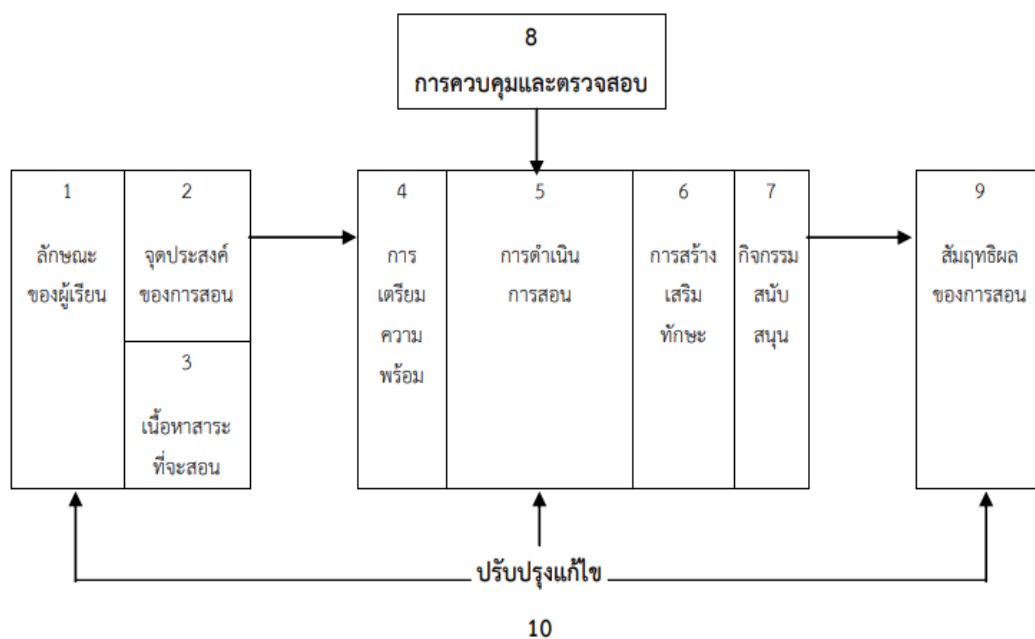 8
การควบคุมและตรวจสอบ
1
ลักษณะ
ของผู้เรียน
2
จุดประสงค์
ของการสอน
3
เนื้อหาสาระ
ที่จะสอน
4
การ
เตรียม
ความ
พร้อม
5
การดำเนิน
การสอน
6
การสร้าง
เสริม
ทักษะ
7
กิจกรรม
สนับ
สนุน
9
สัมฤทธิผล
ของการสอน
ปรับปรุงแก้ไข
10